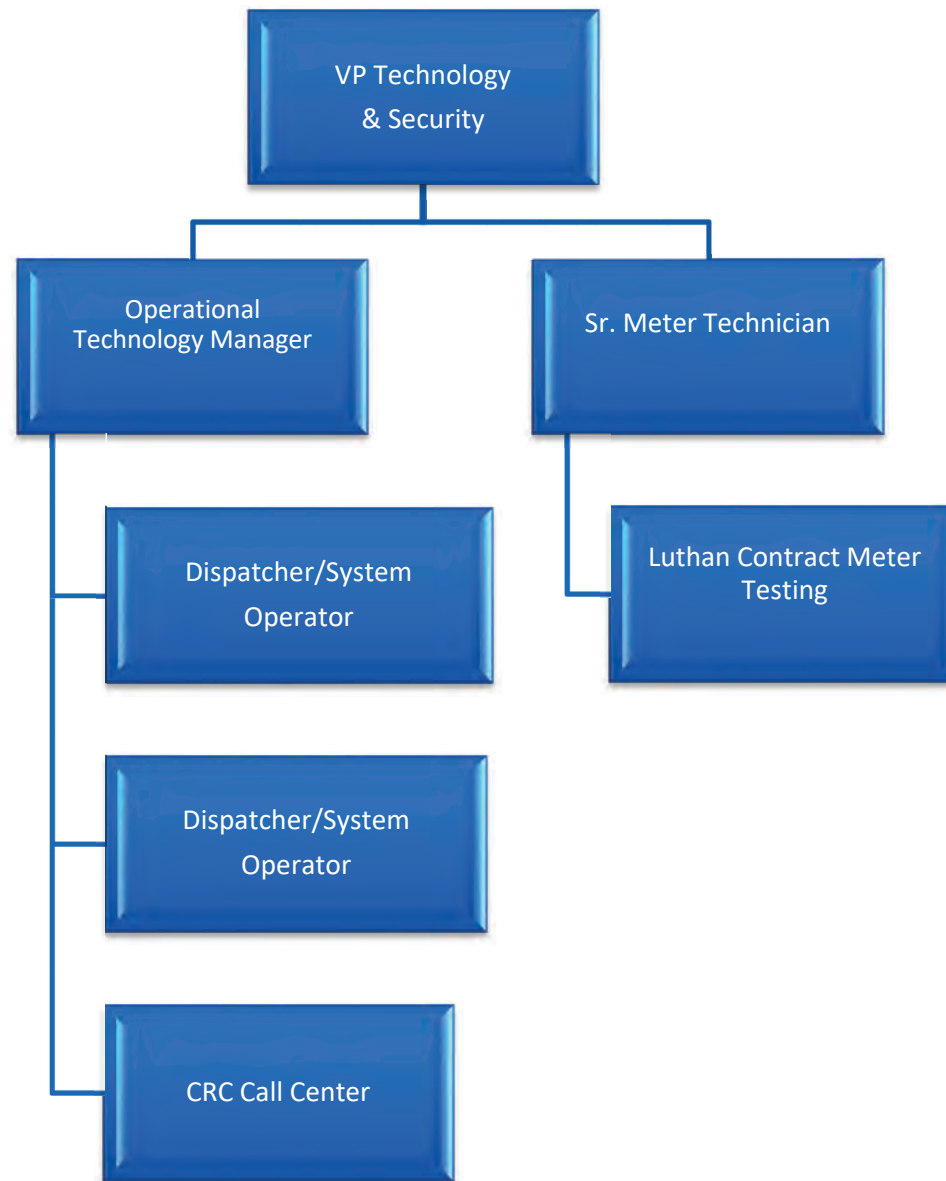 VP Technology
& Security
Operational
Technology Manager
Sr. Meter Technician
Dispatcher/System
Operator
Luthan Contract Meter
Testing
Dispatcher/System
Operator
CRC Call Center